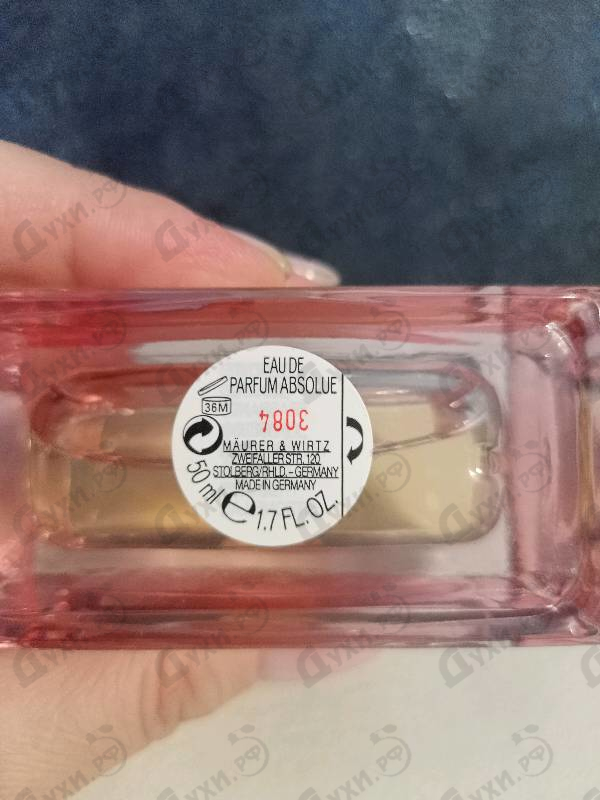 EAU DE
PARFUM ABSOLUE
36M
3084
MÄURER & WIRTZ
ZWEIFALLER STR. 120
STOLBERG/RHLD. - GERMANY
MADE IN GERMANY
50 ml e 1.7 FL. OZ.
Духи.рф